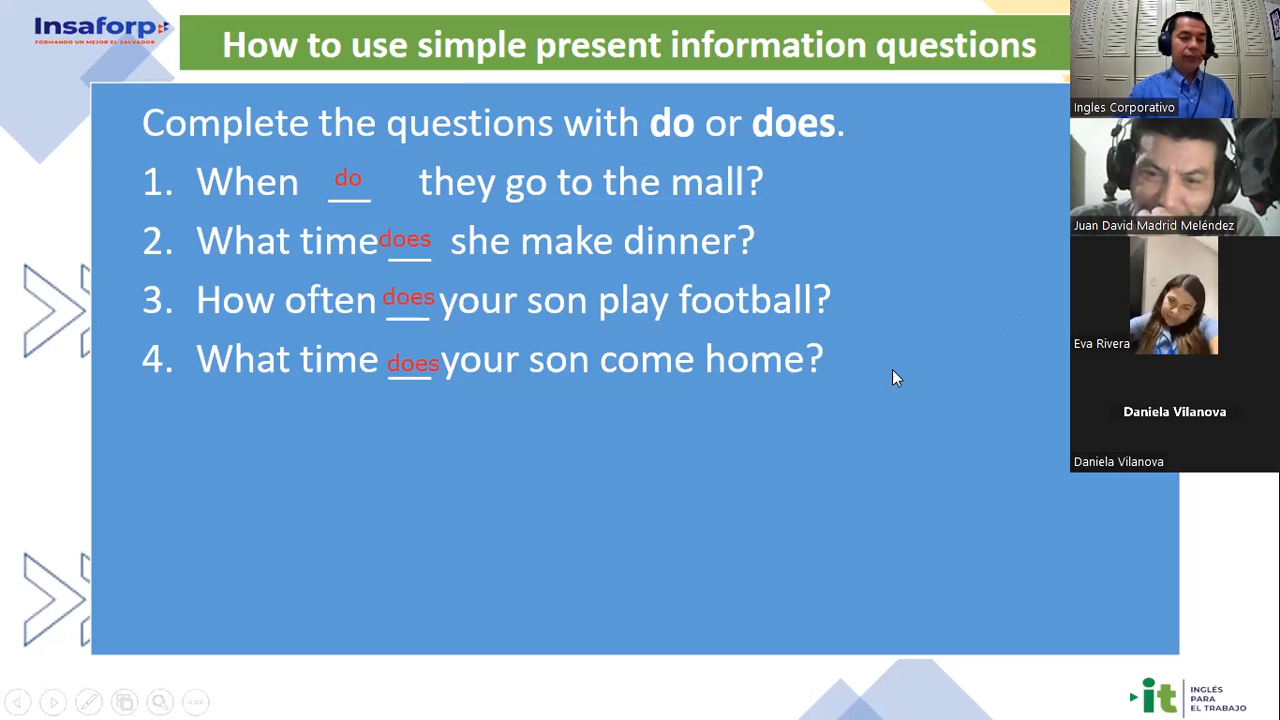 Insaforp
FORMANDO UN MEJOR EL SALVADOR
How to use simple present information questions
Complete the questions with do or does.
1. When do they go to the mall?
2. What time does she make dinner?
3. How often does your son play football?
4. What time does your son come home?
Ingles Corporativo
Juan David Madrid Meléndez
Eva Rivera
Daniela Vilanova
Daniela Vilanova
it
INGLÉS
PARA
EL TRABAJO